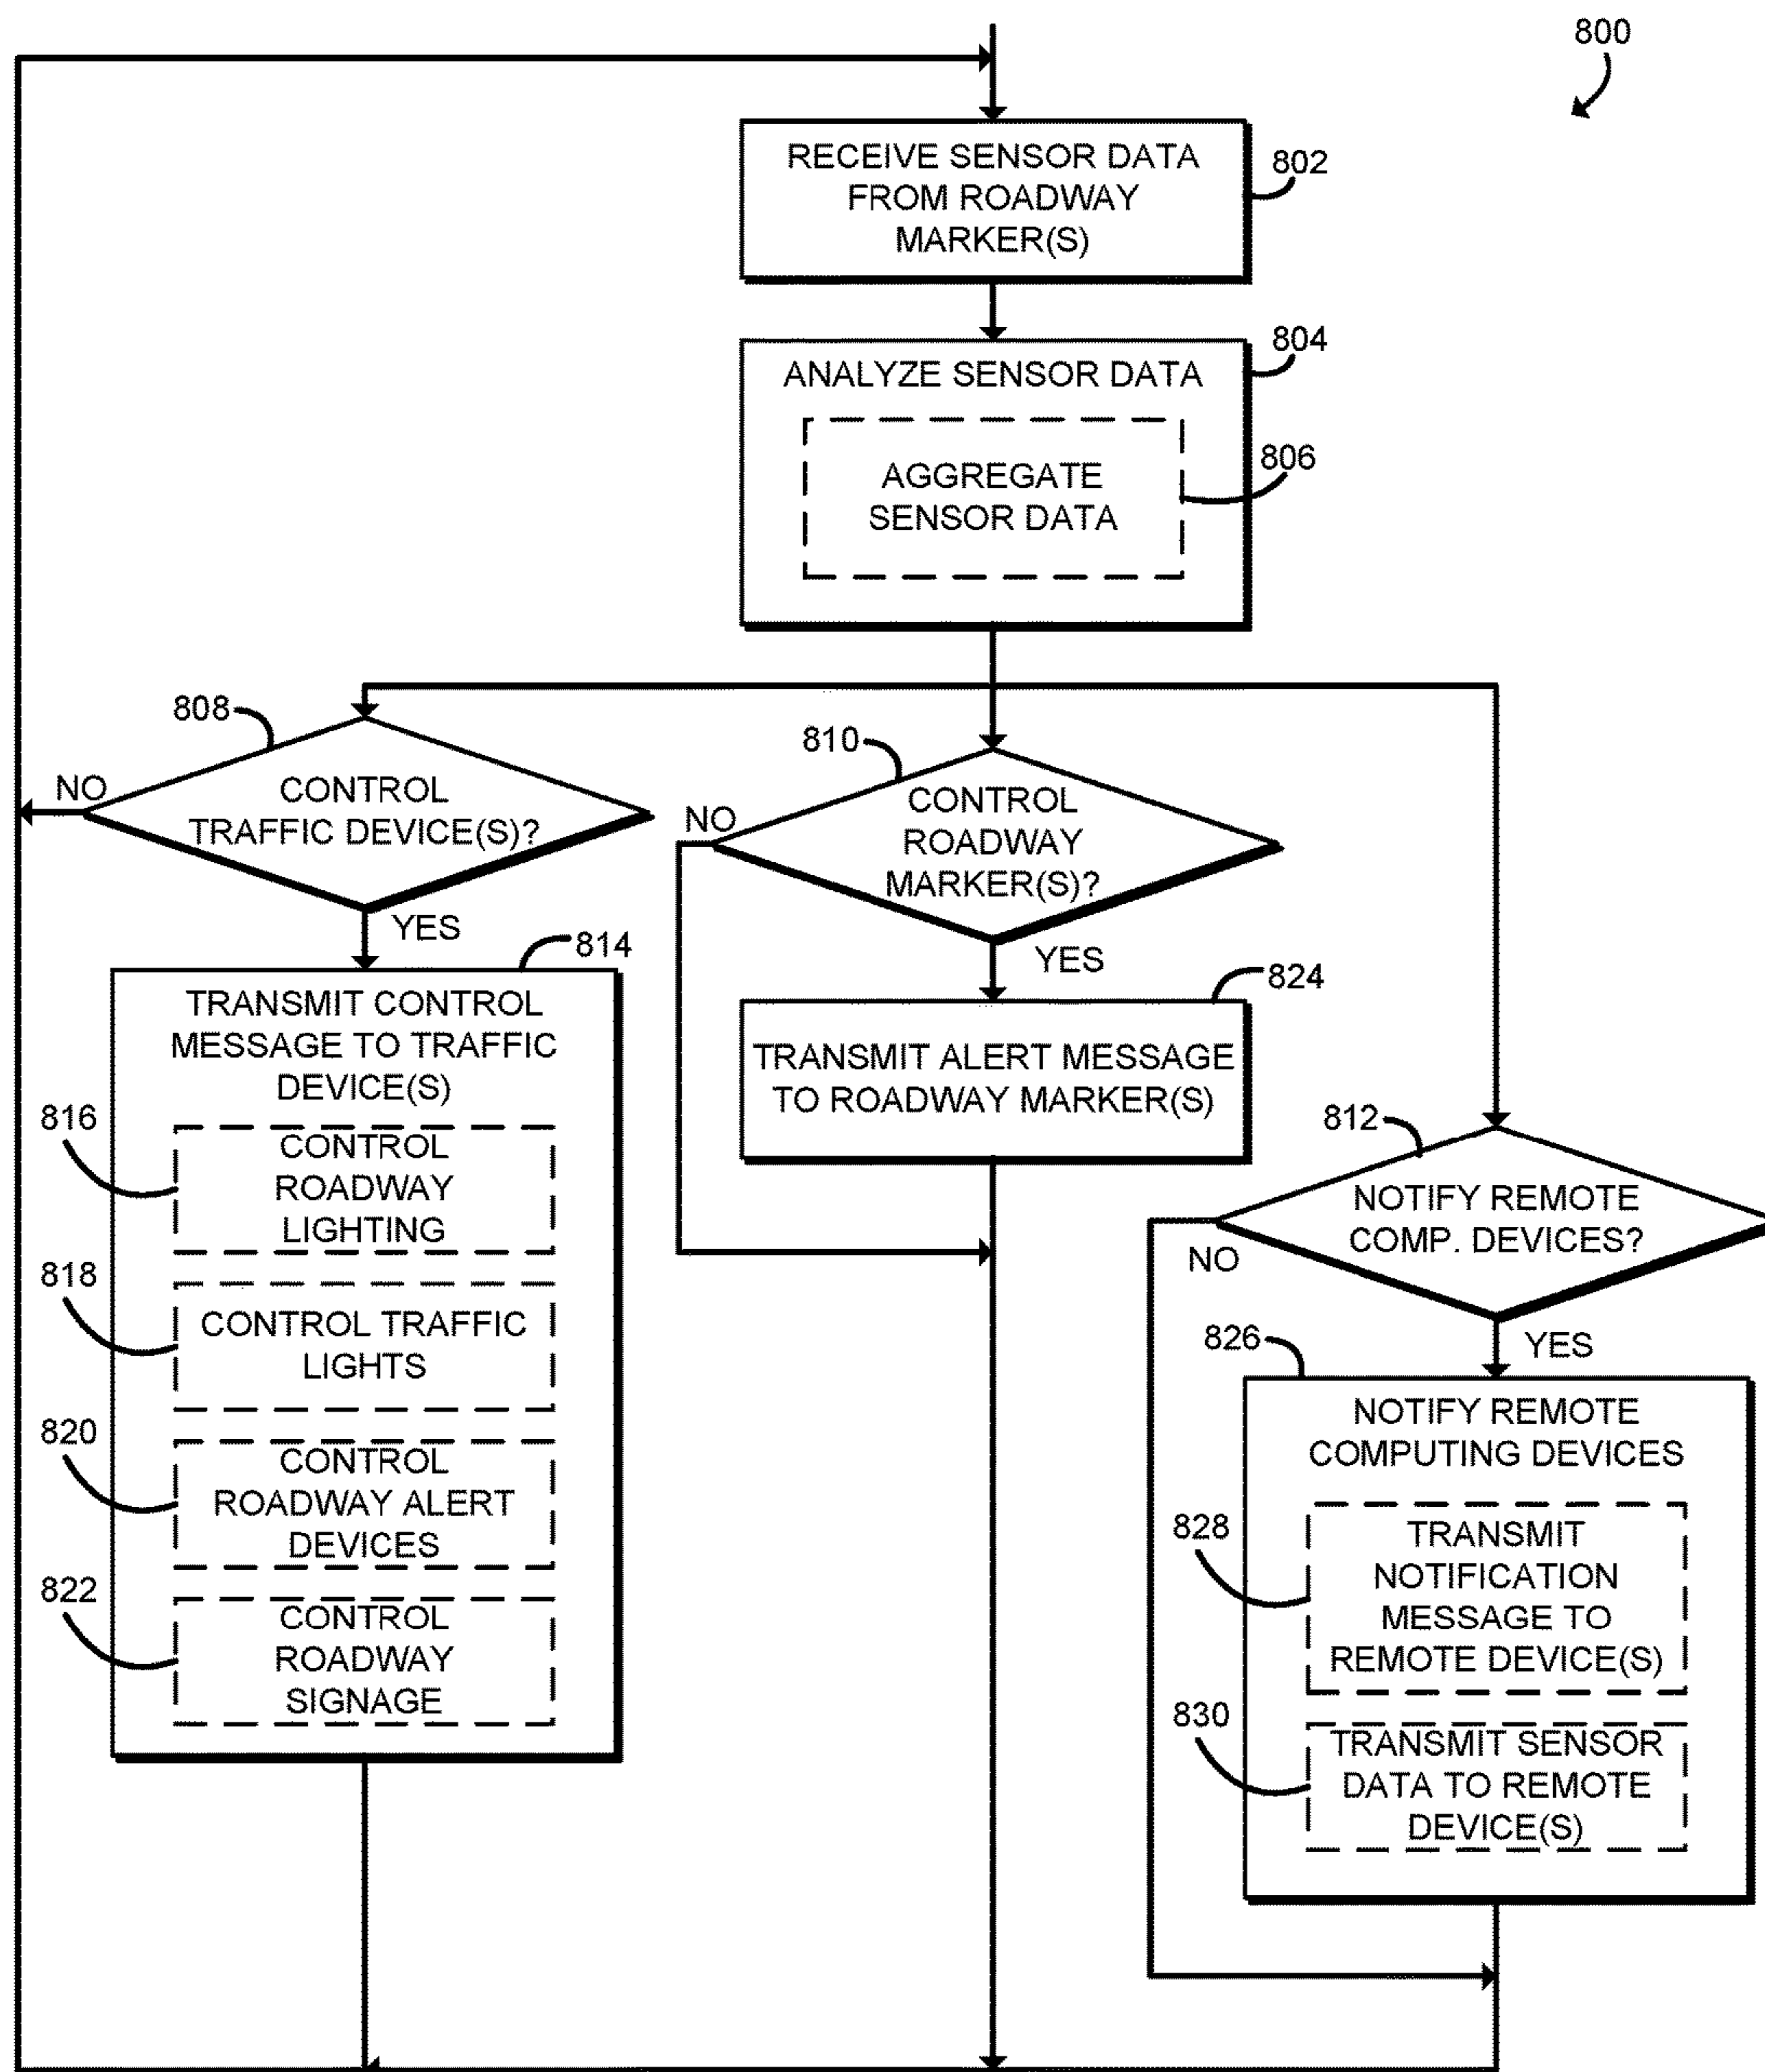 800
RECEIVE SENSOR DATA
FROM ROADWAY
MARKER(S)
802
ANALYZE SENSOR DATA
804
AGGREGATE
SENSOR DATA
806
808
NO
CONTROL
TRAFFIC DEVICE(S)?
YES
810
NO
CONTROL
ROADWAY
MARKER(S)?
YES
814
TRANSMIT CONTROL
MESSAGE TO TRAFFIC
DEVICE(S)
816
CONTROL
ROADWAY
LIGHTING
818
CONTROL TRAFFIC
LIGHTS
820
CONTROL
ROADWAY ALERT
DEVICES
822
CONTROL
ROADWAY
SIGNAGE
824
TRANSMIT ALERT MESSAGE
TO ROADWAY MARKER(S)
812
NOTIFY REMOTE
COMP. DEVICES?
NO
YES
826
NOTIFY REMOTE
COMPUTING DEVICES
828
TRANSMIT
NOTIFICATION
MESSAGE TO
REMOTE DEVICE(S)
830
TRANSMIT SENSOR
DATA TO REMOTE
DEVICE(S)